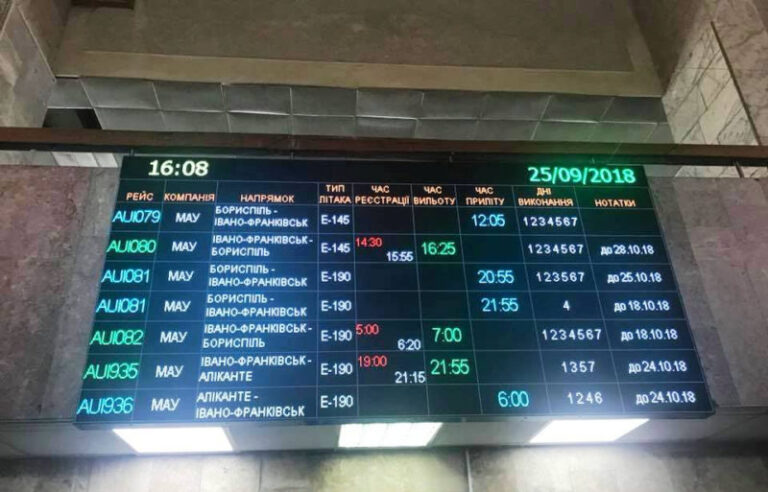 16:08 25/09/2018
РЕЙС КОМПАНІЯ НАПРЯМОК ТИП ЛІТАКА ЧАС РЕЄСТРАЦІЇ ЧАС ВИЛЬОТУ ЧАС ПРИЛІТУ ДНІ ВИКОНАННЯ НОТАТКИ
AUI079 МАУ БОРИСПІЛЬ - ІВАНО-ФРАНКІВСЬК E-145 12:05 1234567
AUI080 МАУ ІВАНО-ФРАНКІВСЬК - БОРИСПІЛЬ E-145 14:30 15:55 16:25 1234567 до 28.10.18
AUI081 МАУ БОРИСПІЛЬ - ІВАНО-ФРАНКІВСЬК E-190 20:55 123 567 до 25.10.18
AUI081 МАУ БОРИСПІЛЬ - ІВАНО-ФРАНКІВСЬК E-190 21:55 4 до 18.10.18
AUI082 МАУ ІВАНО-ФРАНКІВСЬК - БОРИСПІЛЬ E-190 5:00 6:20 7:00 1234567 до 18.10.18
AUI935 МАУ ІВАНО-ФРАНКІВСЬК - АЛІКАНТЕ E-190 19:00 21:15 21:55 1357 до 24.10.18
AUI936 МАУ АЛІКАНТЕ - ІВАНО-ФРАНКІВСЬК E-190 6:00 1246 до 24.10.18